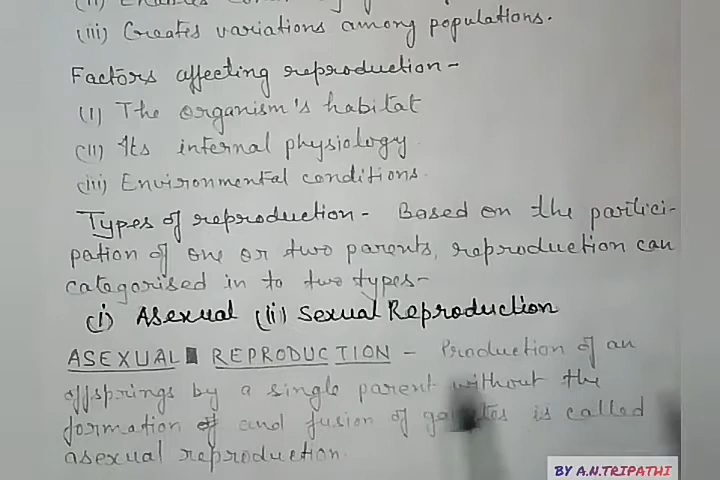 (iii) Creates variations among populations.
Factors affecting reproduction -
(i) The organism's habitat
(ii) Its internal physiology
(iii) Environmental conditions.
Types of reproduction - Based on the partici-
pation of one or two parents, reproduction can
categorised in to two types -
(i) Asexual (ii) Sexual Reproduction
ASEXUAL REPRODUCTION - Production of an
offsprings by a single parent without the
formation of and fusion of gametes is called
asexual reproduction.
BY A.N.TRIPATHI